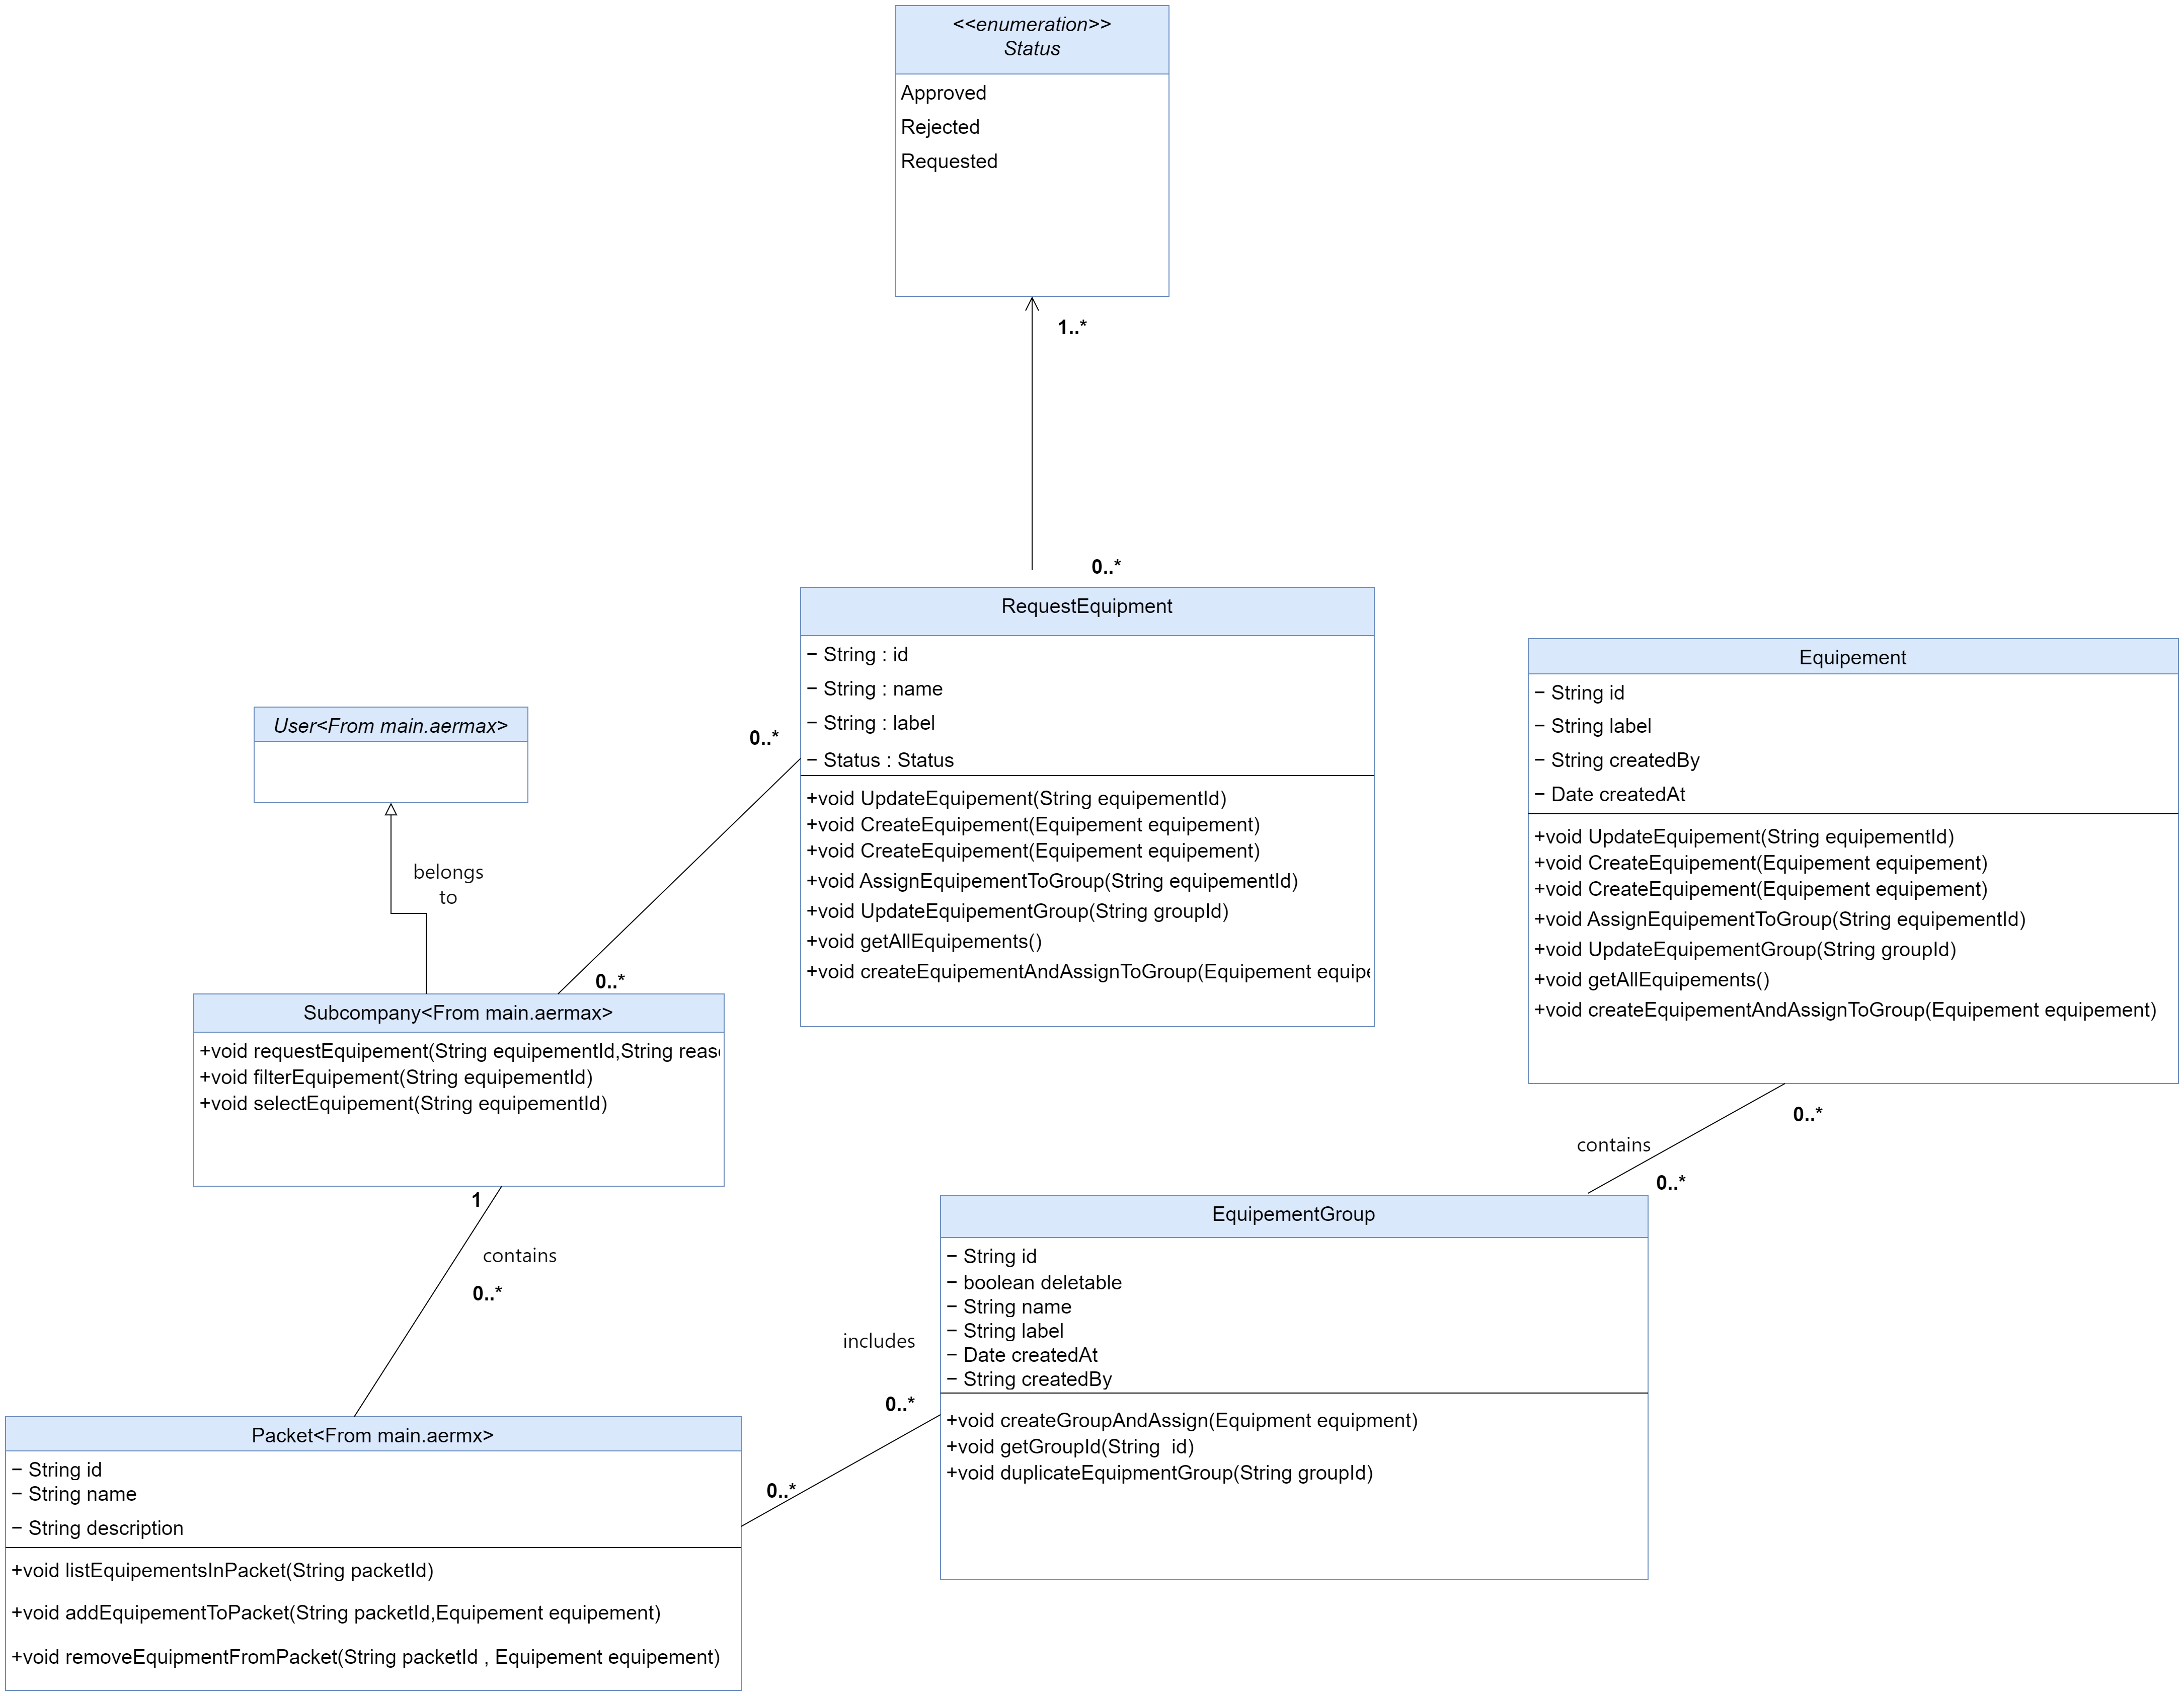 <<enumeration>>
Status
Approved
Rejected
Requested
1..*
0..*
RequestEquipment
− String : id
− String : name
− String : label
− Status : Status
+void UpdateEquipement(String equipementId)
+void CreateEquipement(Equipement equipement)
+void CreateEquipement(Equipement equipement)
+void AssignEquipementToGroup(String equipementId)
+void UpdateEquipementGroup(String groupId)
+void getAllEquipements()
+void createEquipementAndAssignToGroup(Equipement equipe
Equipement
− String id
− String label
− String createdBy
− Date createdAt
+void UpdateEquipement(String equipementId)
+void CreateEquipement(Equipement equipement)
+void CreateEquipement(Equipement equipement)
+void AssignEquipementToGroup(String equipementId)
+void UpdateEquipementGroup(String groupId)
+void getAllEquipements()
+void createEquipementAndAssignToGroup(Equipement equipement)
User<From main.aermax>
belongs
to
0..*
0..*
Subcompany<From main.aermax>
+void requestEquipement(String equipementId,String reas
+void filterEquipement(String equipementId)
+void selectEquipement(String equipementId)
1
contains
0..*
0..*
contains
0..*
EquipementGroup
− String id
− boolean deletable
− String name
− String label
− Date createdAt
− String createdBy
+void createGroupAndAssign(Equipment equipment)
+void getGroupId(String  id)
+void duplicateEquipmentGroup(String groupId)
includes
0..*
0..*
Packet<From main.aermx>
− String id
− String name
− String description
+void listEquipementsInPacket(String packetId)
+void addEquipementToPacket(String packetId,Equipement equipement)
+void removeEquipmentFromPacket(String packetId , Equipement equipement)